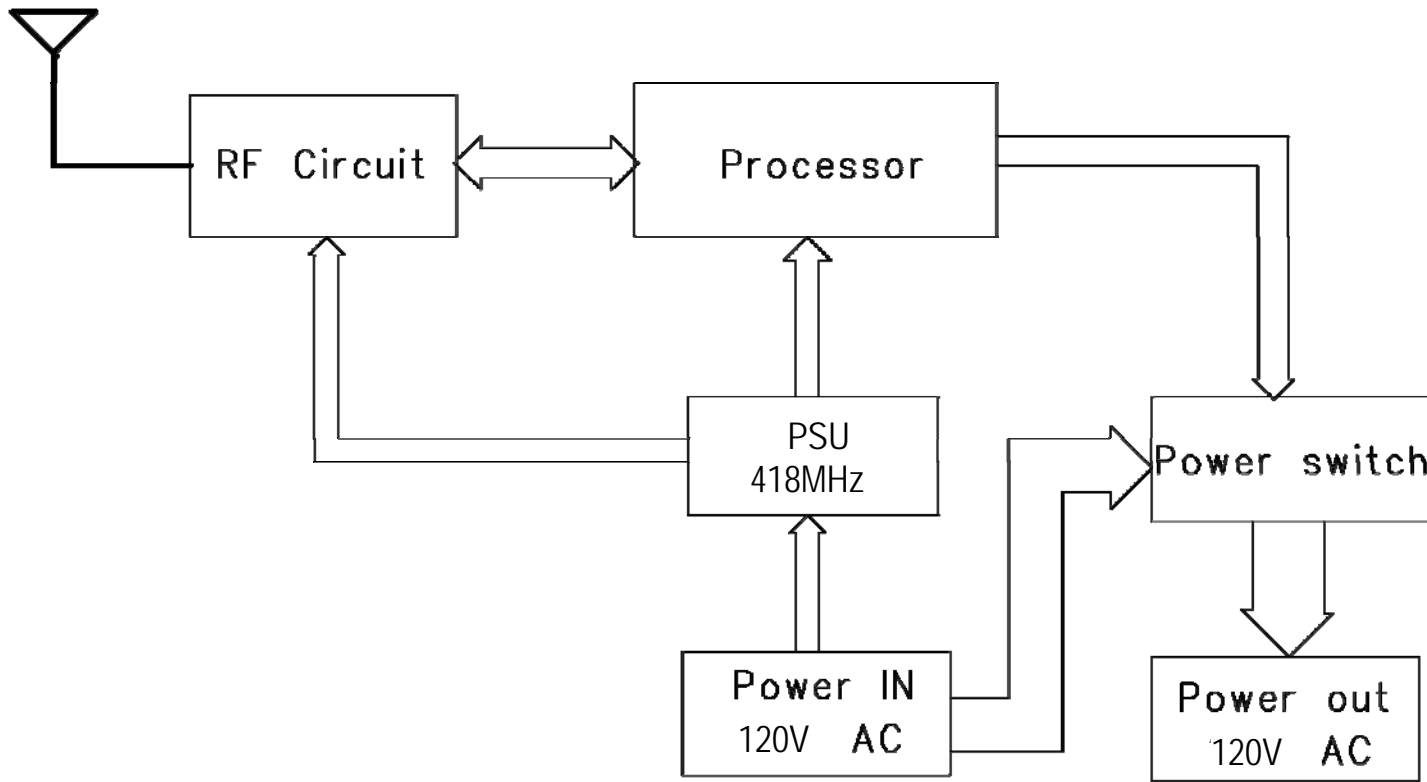 RF Circuit
Processor
PSU
418MHz
Power switch
Power IN
120V AC
Power out
120V AC